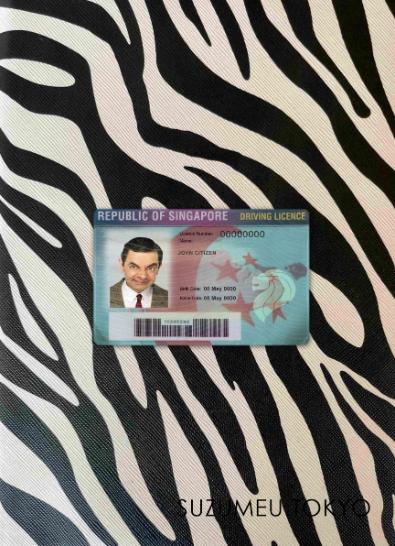 REPUBLIC OF SINGAPORE DRIVING LICENCE
Licence Number: 00000000
Name:
JOHN CITIZEN
Birth Date: 00 May 0000
Issue Date: 00 May 0000
SUZUMEU TOKYO